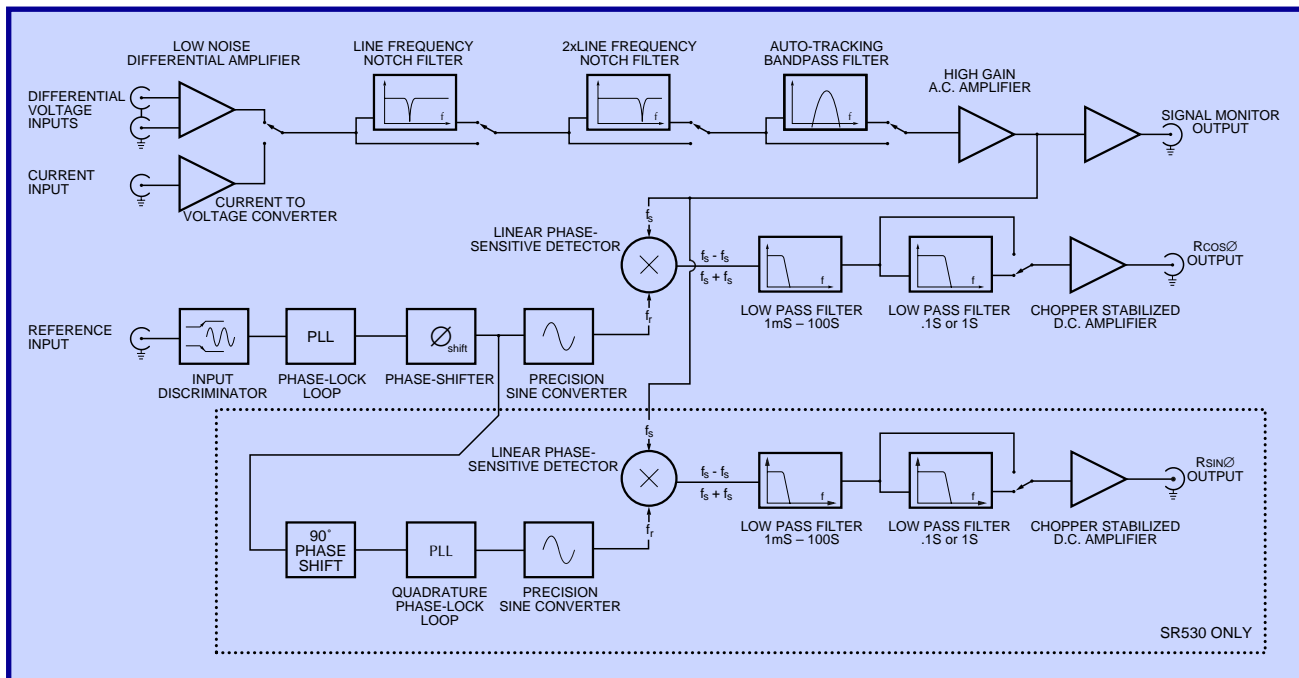 LOW NOISE
DIFFERENTIAL AMPLIFIER
LINE FREQUENCY
NOTCH FILTER
2xLINE FREQUENCY
NOTCH FILTER
AUTO-TRACKING
BANDPASS FILTER
HIGH GAIN
A.C. AMPLIFIER
DIFFERENTIAL
VOLTAGE
INPUTS
f
f
f
SIGNAL MONITOR
OUTPUT
CURRENT
INPUT
CURRENT TO
VOLTAGE CONVERTER
fs
LINEAR PHASE-
SENSITIVE DETECTOR
fs - fs
fs + fs
f
f
RCOSØ
OUTPUT
LOW PASS FILTER
1mS – 100S
LOW PASS FILTER
.1S or 1S
CHOPPER STABILIZED
D.C. AMPLIFIER
fr
REFERENCE
INPUT
PLL
Øshift
INPUT
DISCRIMINATOR
PHASE-LOCK
LOOP
PHASE-SHIFTER
PRECISION
SINE CONVERTER
fs
LINEAR PHASE-
SENSITIVE DETECTOR
fs - fs
fs + fs
f
f
RSINØ
OUTPUT
LOW PASS FILTER
1mS – 100S
LOW PASS FILTER
.1S or 1S
CHOPPER STABILIZED
D.C. AMPLIFIER
fr
90°
PHASE
SHIFT
PLL
QUADRATURE
PHASE-LOCK
LOOP
PRECISION
SINE CONVERTER
SR530 ONLY